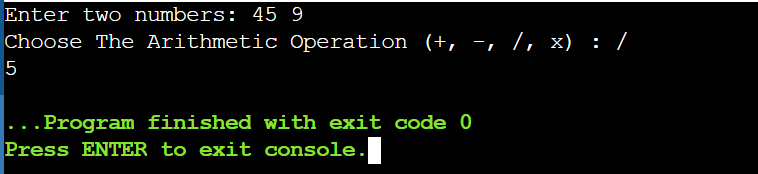 Enter two numbers: 45 9
Choose The Arithmetic Operation (+, -, /, x) : /
5
...Program finished with exit code 0
Press ENTER to exit console.